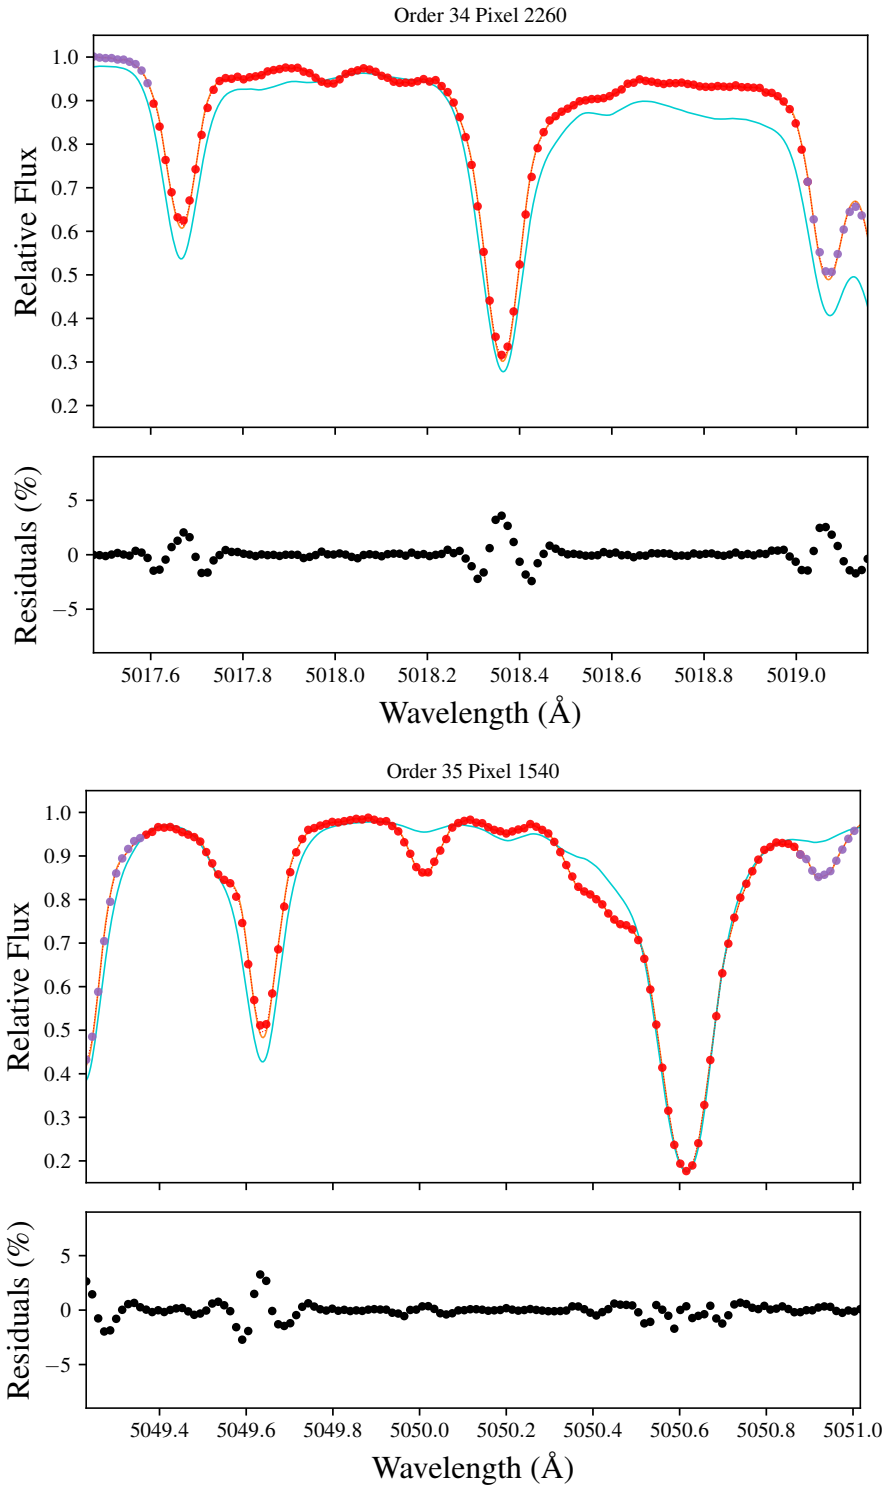 Order 34 Pixel 2260
1.0
0.9
0.8
0.7
0.6
0.5
0.4
0.3
0.2
Relative Flux
5
0
−5
Residuals (%)
5017.6 5017.8 5018.0 5018.2 5018.4 5018.6 5018.8 5019.0
Wavelength (Å)
Order 35 Pixel 1540
1.0
0.9
0.8
0.7
0.6
0.5
0.4
0.3
0.2
Relative Flux
5
0
−5
Residuals (%)
5049.4 5049.6 5049.8 5050.0 5050.2 5050.4 5050.6 5050.8 5051.0
Wavelength (Å)